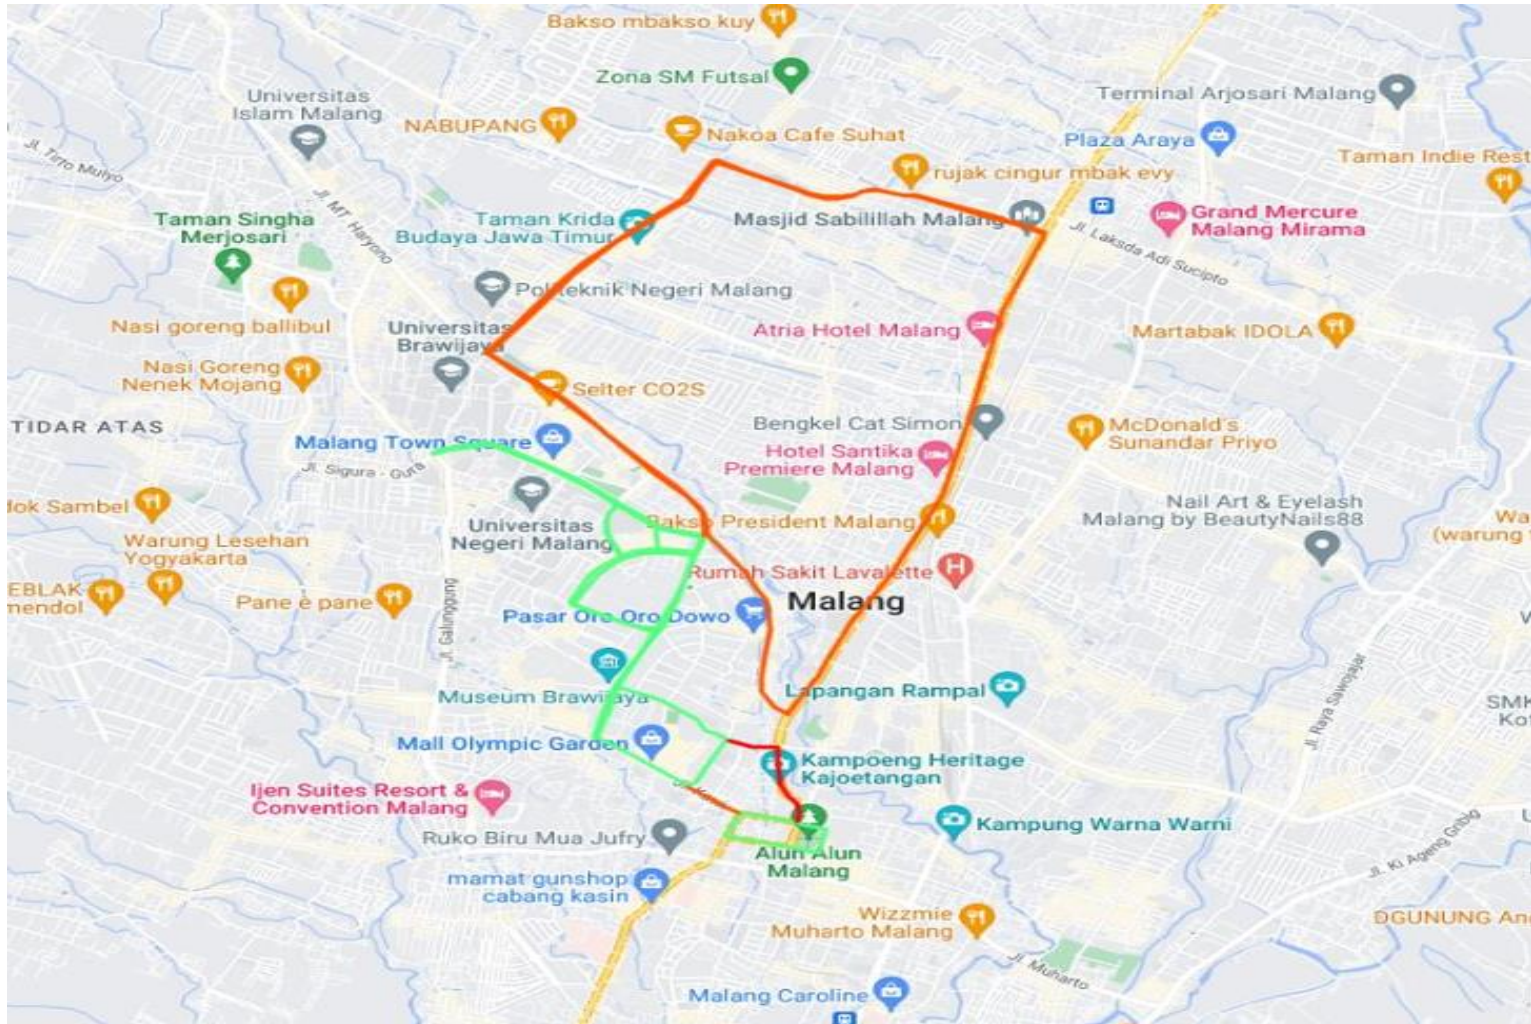 Bakso mbakso kuy
Zona SM Futsal
Universitas
Islam Malang
NABUPANG
Nakoa Cafe Suhat
Terminal Arjosari Malang
Plaza Araya
rujak cingur mbak evy
Taman Indie Rest
Jl. Tirto Mulyo
Jl. MT Haryono
Taman Singha
Merjosari
Taman Krida
Budaya Jawa Timur
Masjid Sabilillah Malang
Grand Mercure
Malang Mirama
Jl. Laksda Adi Sucipto
Politeknik Negeri Malang
Nasi goreng ballibul
Universitas
Brawijaya
Atria Hotel Malang
Martabak IDOLA
Nasi Goreng
Nenek Mojang
Selter CO2S
TIDAR ATAS
Malang Town Square
Bengkel Cat Simon
McDonald's
Sunandar Priyo
Hotel Santika
Premiere Malang
Jl. Sigura - Gura
dok Sambel
Universitas
Negeri Malang
Bakso President Malang
Nail Art & Eyelash
Malang by BeautyNails88
Wa
(warung
Warung Lesehan
Yogyakarta
Rumah Sakit Lavalette
EBLAK
mendol
Pane e pane
Malang
Pasar Oro Oro Dowo
Jl. Galunggung
Museum Brawijaya
Lapangan Rampal
Jl. Raya Sawojajar
SMK
Kot
Mall Olympic Garden
Kampoeng Heritage
Kajoetangan
Ijen Suites Resort &
Convention Malang
Kampung Warna Warni
Ruko Biru Mua Jufry
Alun Alun
Malang
Jl. Ki Ageng Gribig
mamat gunshop
cabang kasin
Wizzmie
Muharto Malang
DGUNUNG An
Jl. Muharto
Malang Caroline